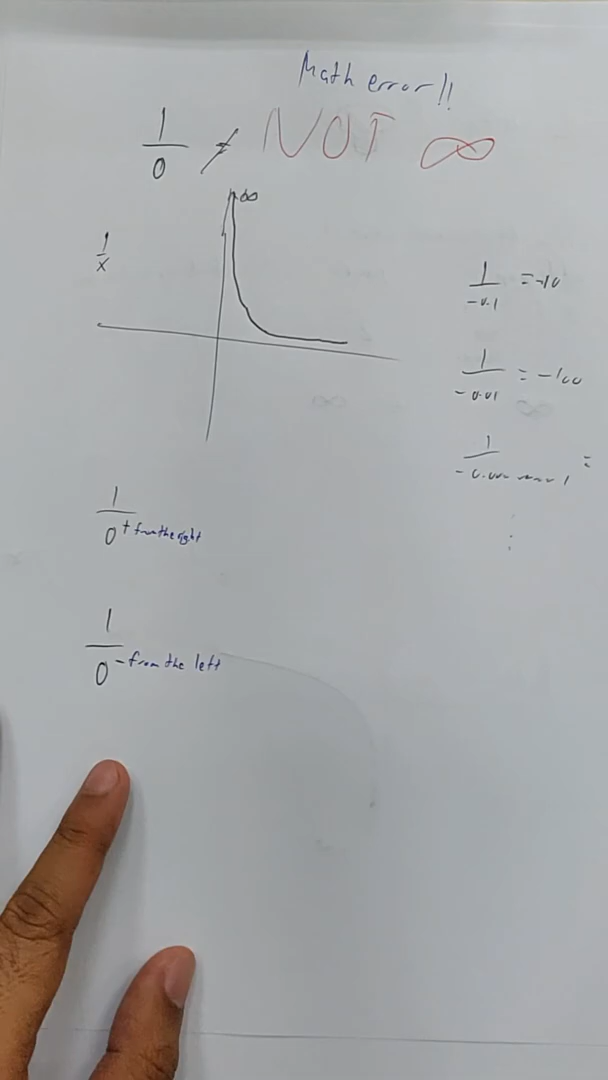 Math error!!
1/0 ≠ NOT ∞
∞
1/x
1/-0.1 = -10
1/-0.01 = -100
1/0⁺ from the right
1/0⁻ from the left